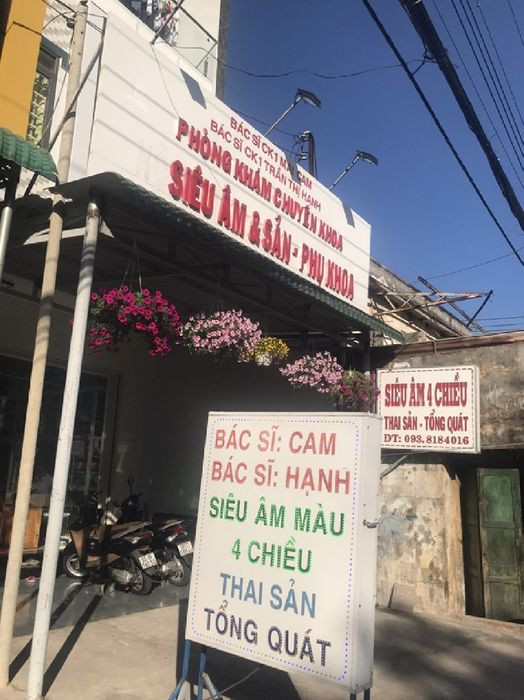 BÁC SĨ CK1 MAI CAM
BÁC SĨ CK1 TRẦN THỊ HẠNH
PHÒNG KHÁM CHUYÊN KHOA
SIÊU ÂM & SẢN - PHỤ KHOA
SIÊU ÂM 4 CHIỀU
THAI SẢN - TỔNG QUÁT
ĐT: 093.8184016
BÁC SĨ: CAM
BÁC SĨ: HẠNH
SIÊU ÂM MÀU
4 CHIỀU
THAI SẢN
TỔNG QUÁT